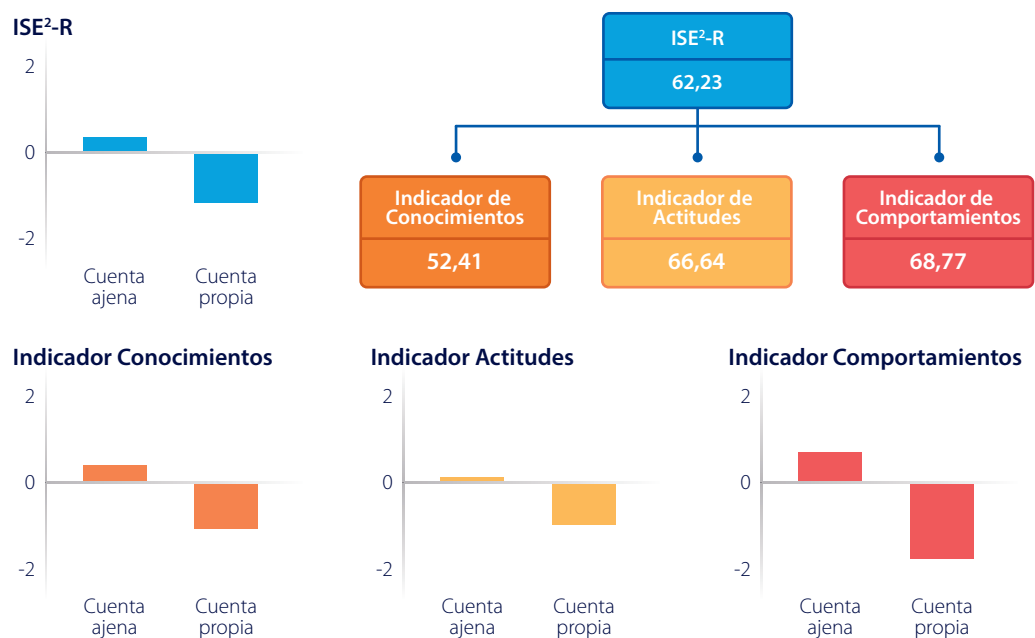 ISE²-R
2
0
-2
Cuenta
ajena
Cuenta
propia
ISE²-R
62,23
Indicador de
Conocimientos
52,41
Indicador de
Actitudes
66,64
Indicador de
Comportamientos
68,77
Indicador Conocimientos
2
0
-2
Cuenta
ajena
Cuenta
propia
Indicador Actitudes
2
0
-2
Cuenta
ajena
Cuenta
propia
Indicador Comportamientos
2
0
-2
Cuenta
ajena
Cuenta
propia